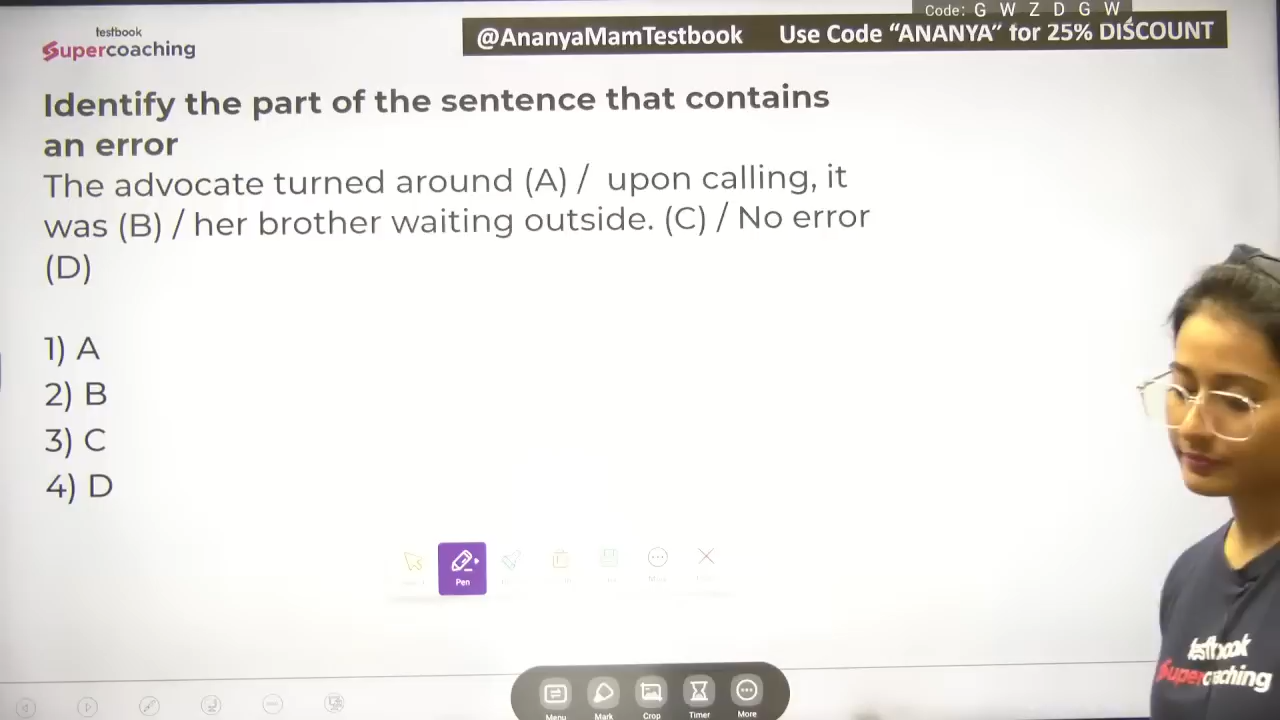 Code: G W Z D G W
testbook
Supercoaching
@AnanyaMamTestbook Use Code “ANANYA” for 25% DISCOUNT
Identify the part of the sentence that contains
an error
The advocate turned around (A) / upon calling, it
was (B) / her brother waiting outside. (C) / No error
(D)
1) A
2) B
3) C
4) D
Pen
testbook
Supercoaching
Menu Mark Crop Timer More